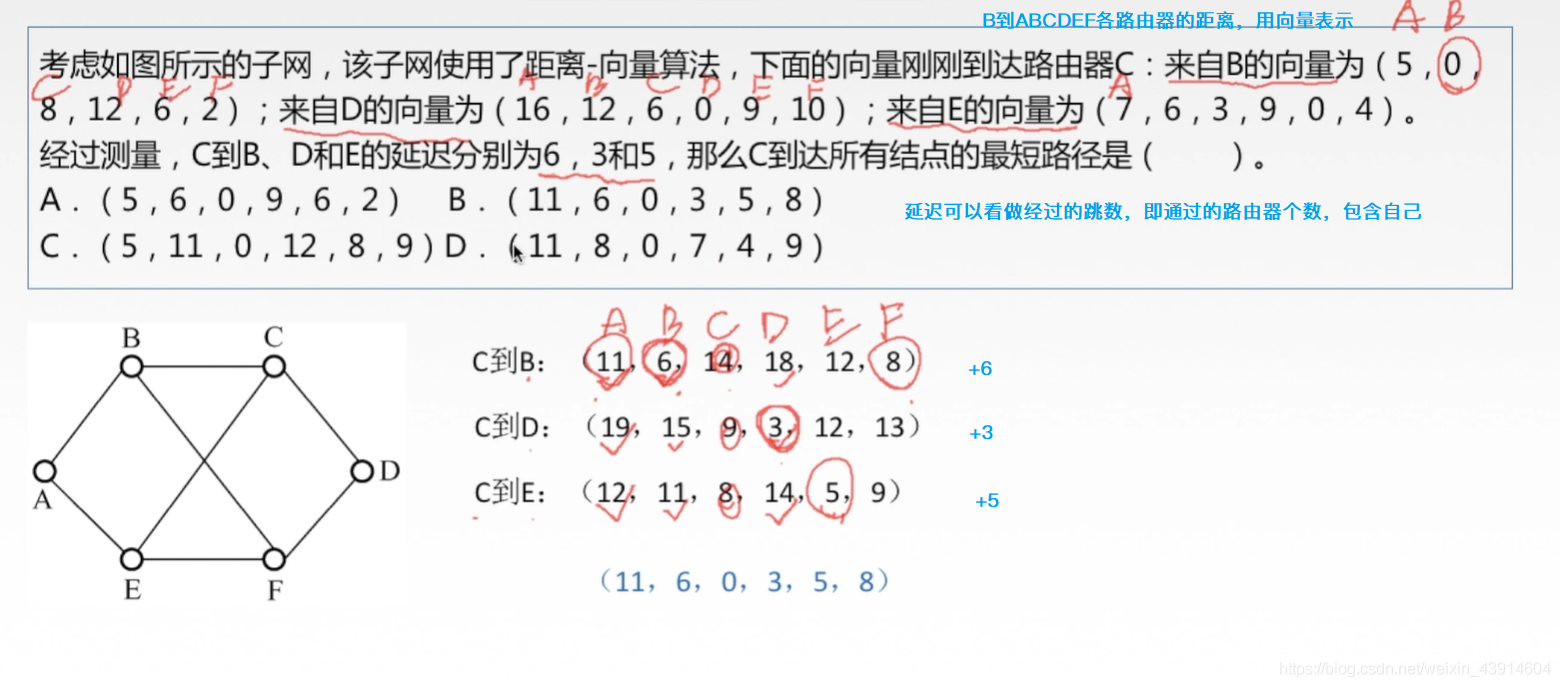 B到ABCDEF各路由器的距离，用向量表示
A B
考虑如图所示的子网，该子网使用了距离-向量算法，下面的向量刚刚到达路由器C：来自B的向量为（5，0，
C D E F A B C D E F A
8，12，6，2）；来自D的向量为（16，12，6，0，9，10）；来自E的向量为（7，6，3，9，0，4）。
经过测量，C到B、D和E的延迟分别为6，3和5，那么C到达所有结点的最短路径是（ ）。
A．（5，6，0，9，6，2） B．（11，6，0，3，5，8）
延迟可以看做经过的跳数，即通过的路由器个数，包含自己
C．（5，11，0，12，8，9）D．（11，8，0，7，4，9）
A B C D E F
C到B：（11，6，14，18，12，8） +6
C到D：（19，15，9，3，12，13） +3
C到E：（12，11，8，14，5，9） +5
（11，6，0，3，5，8）
B C
A D
E F
https://blog.csdn.net/weixin_43914604